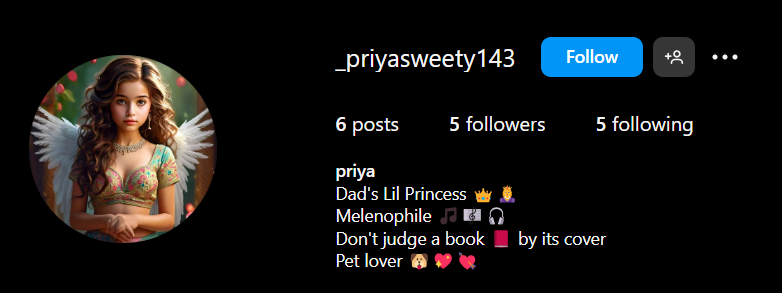 _priyasweety143 Follow
6 posts 5 followers 5 following
priya
Dad's Lil Princess 👑 👸
Melenophile 🎵 🎼 🎧
Don't judge a book 📕 by its cover
Pet lover 🐶 💖 💘